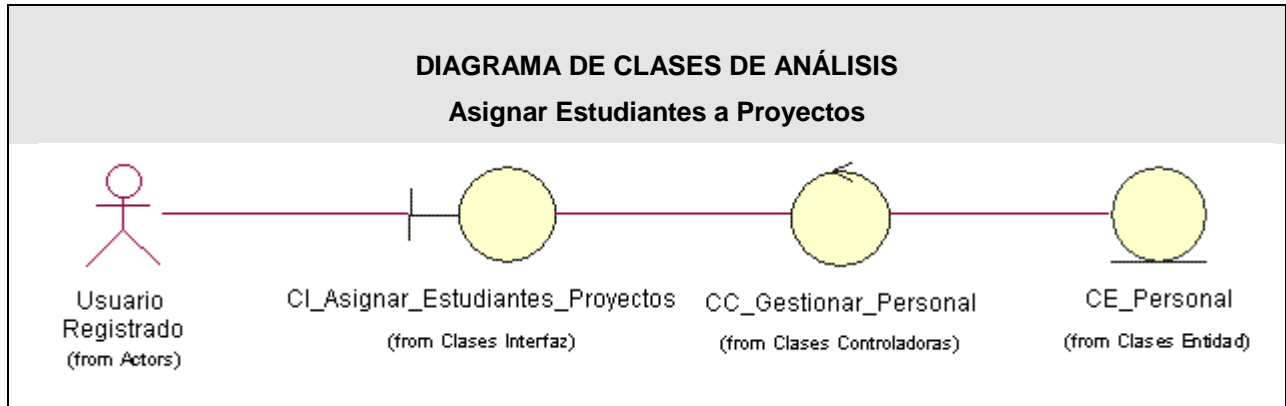 DIAGRAMA DE CLASES DE ANÁLISIS
Asignar Estudiantes a Proyectos
Usuario
Registrado
(from Actors)
CI_Asignar_Estudiantes_Proyectos
(from Clases Interfaz)
CC_Gestionar_Personal
(from Clases Controladoras)
CE_Personal
(from Clases Entidad)